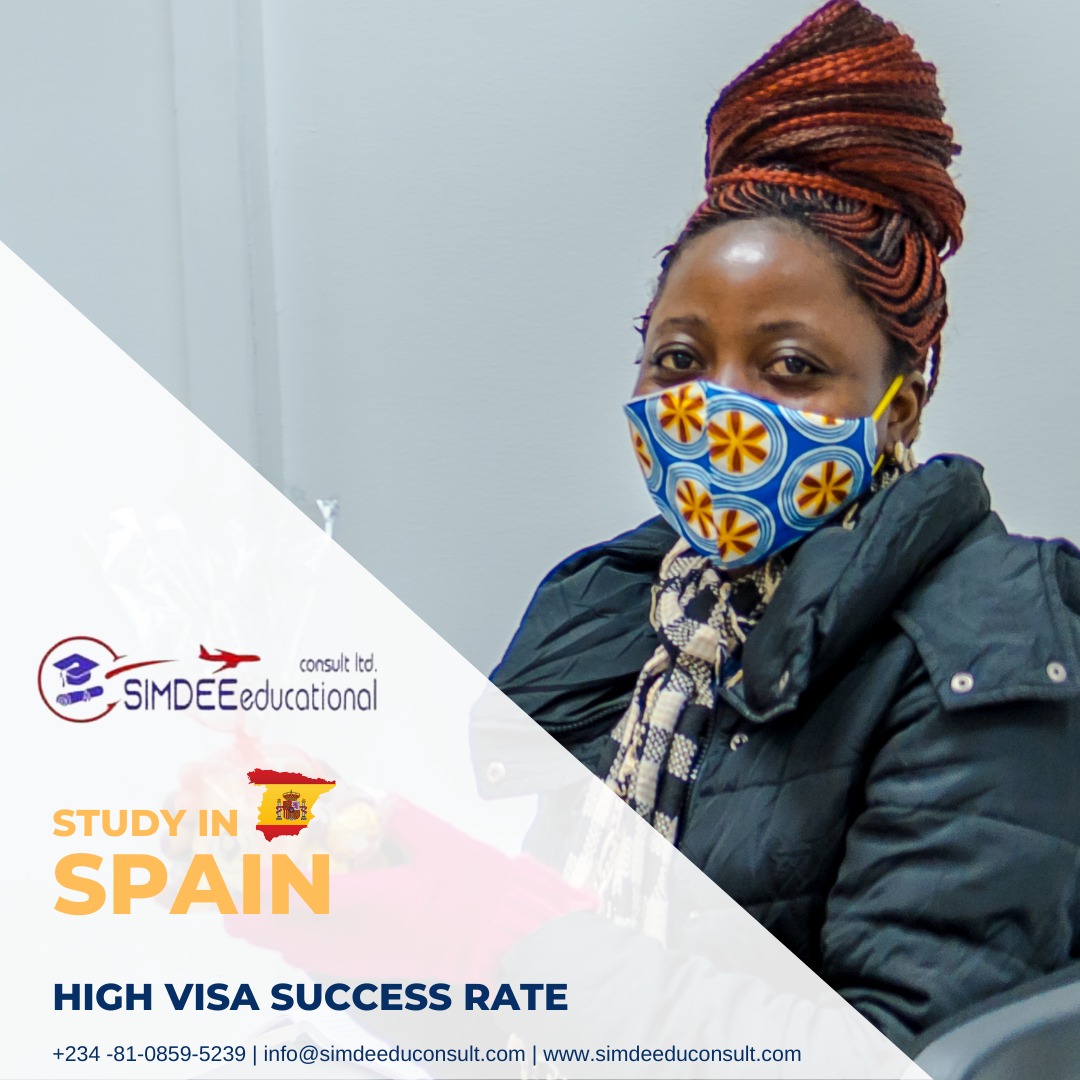 consult ltd.
SIMDEEeducational
STUDY IN
SPAIN
HIGH VISA SUCCESS RATE
+234 -81-0859-5239 | info@simdeeduconsult.com | www.simdeeduconsult.com